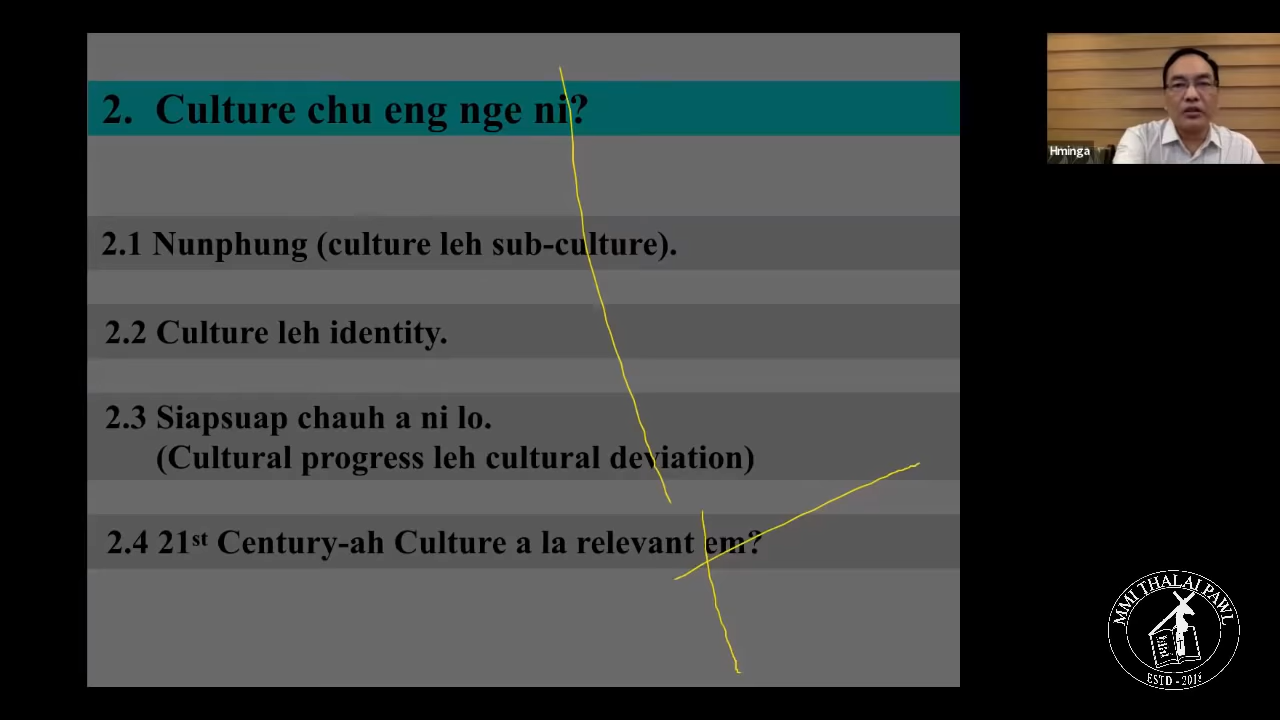 2. Culture chu eng nge ni?
2.1 Nunphung (culture leh sub-culture).
2.2 Culture leh identity.
2.3 Siapsuap chauh a ni lo.
(Cultural progress leh cultural deviation)
2.4 21st Century-ah Culture a la relevant em?
Hminga
MMI THALAI PAWL
ESTD - 2018